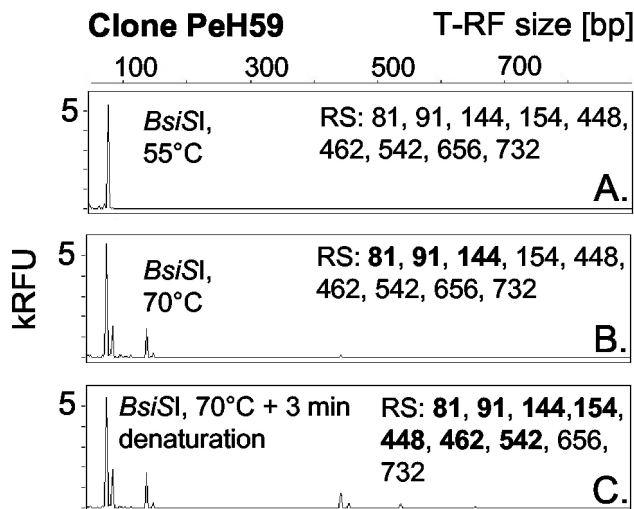 Clone PeH59 T-RF size [bp]
100 300 500 700
5
BsiSI,
55°C
RS: 81, 91, 144, 154, 448,
462, 542, 656, 732
A.
kRFU
5
BsiSI,
70°C
RS: 81, 91, 144, 154, 448,
462, 542, 656, 732
B.
5
BsiSI, 70°C + 3 min
denaturation
RS: 81, 91, 144,154,
448, 462, 542, 656,
732
C.